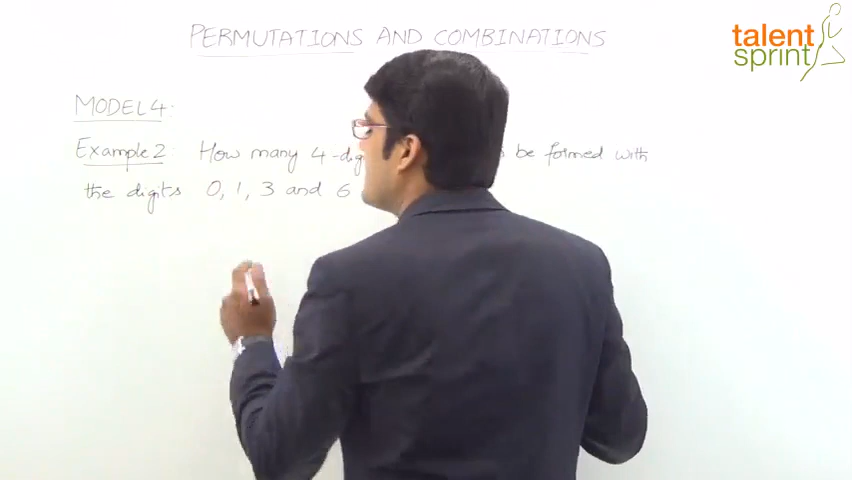 PERMUTATIONS AND COMBINATIONS
talent
sprint
MODEL 4:
Example 2: How many 4-dig be formed with
the digits 0, 1, 3 and 6